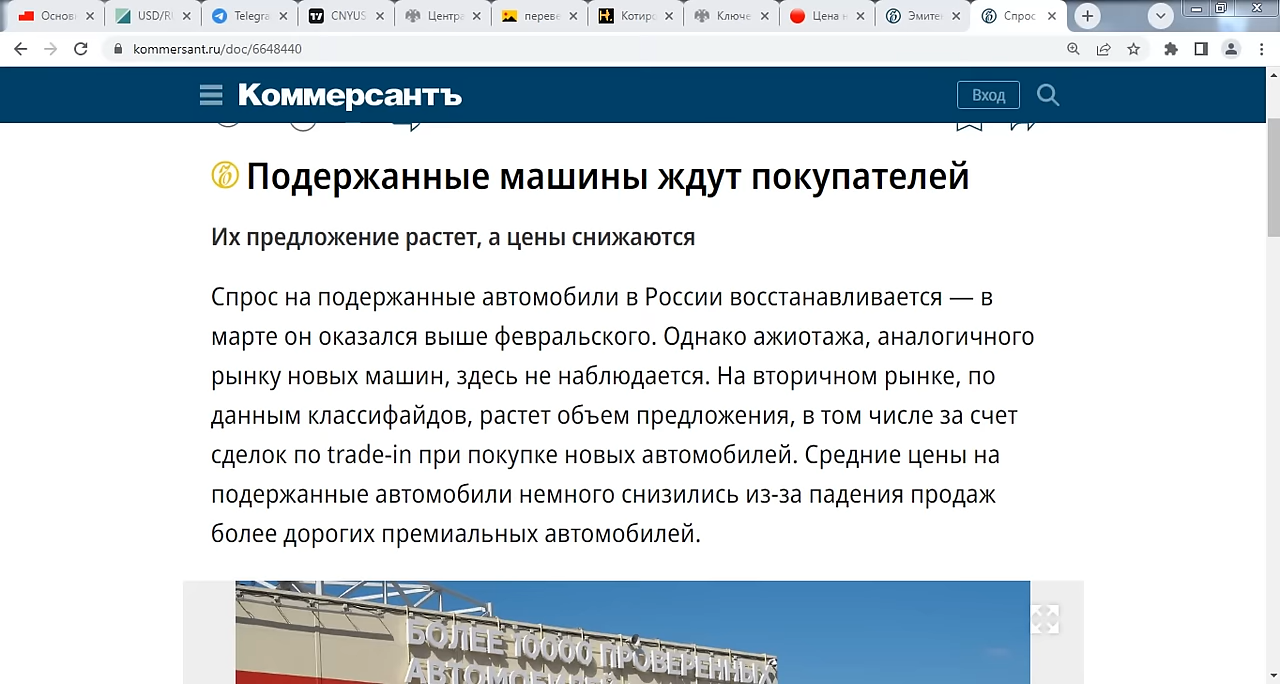 Основ
USD/R
Telegra
CNYUS
Центра
переве
Котиро
Ключе
Цена
Эмите
Спрос
kommersant.ru/doc/6648440
Коммерсантъ
Вход
Подержанные машины ждут покупателей
Их предложение растет, а цены снижаются
Спрос на подержанные автомобили в России восстанавливается — в
марте он оказался выше февральского. Однако ажиотажа, аналогичного
рынку новых машин, здесь не наблюдается. На вторичном рынке, по
данным классифайдов, растет объем предложения, в том числе за счет
сделок по trade-in при покупке новых автомобилей. Средние цены на
подержанные автомобили немного снизились из-за падения продаж
более дорогих премиальных автомобилей.
БОЛЕЕ 10000 ПРОВЕРЕННЫХ
АВТОМОБИЛЕЙ